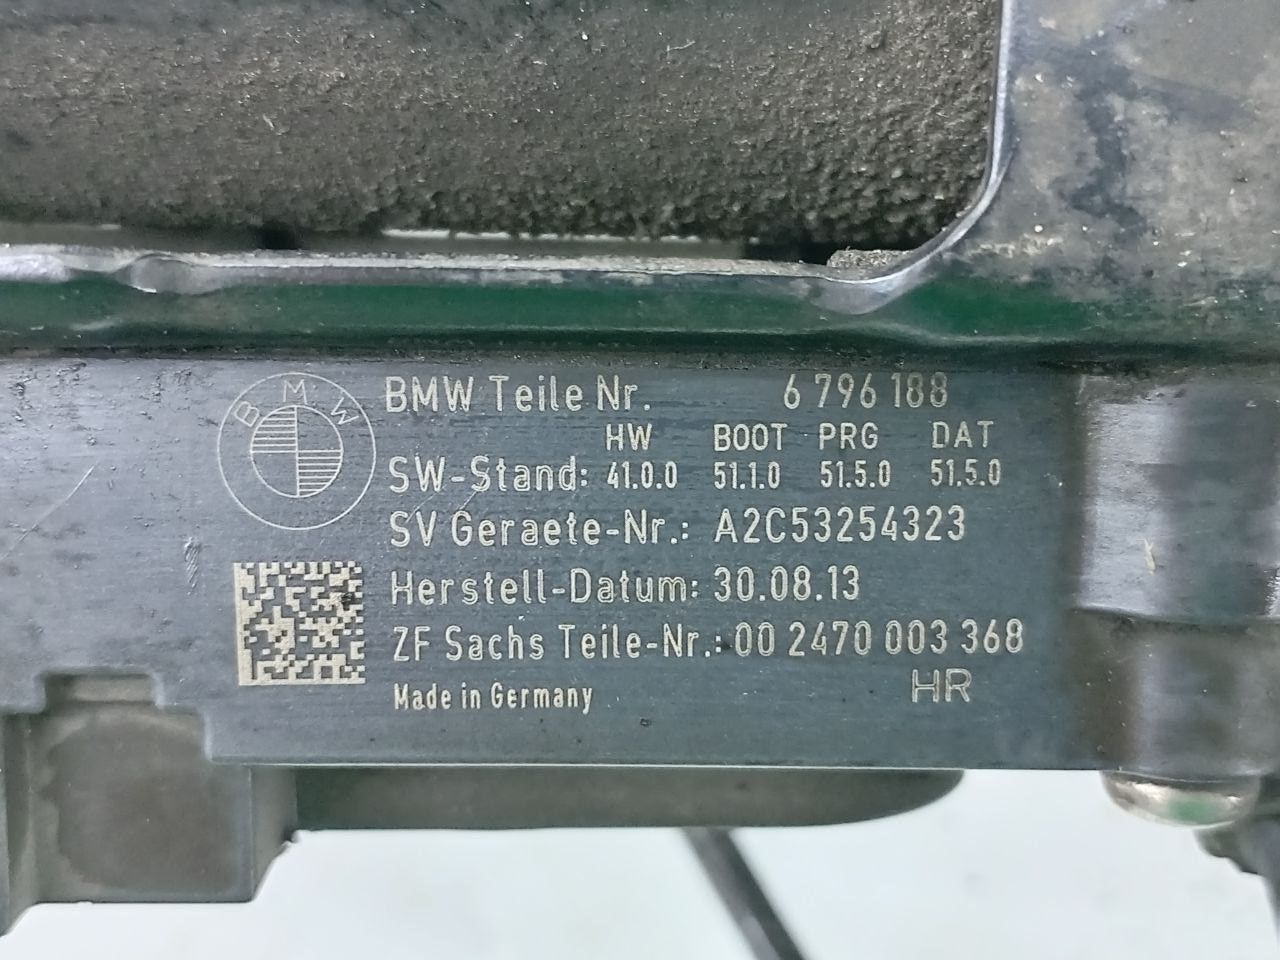 BMW
BMW Teile Nr. 6 796 188
HW BOOT PRG DAT
SW-Stand: 41.0.0 51.1.0 51.5.0 51.5.0
SV Geraete-Nr.: A2C53254323
Herstell-Datum: 30.08.13
ZF Sachs Teile-Nr.: 00 2470 003 368
Made in Germany HR